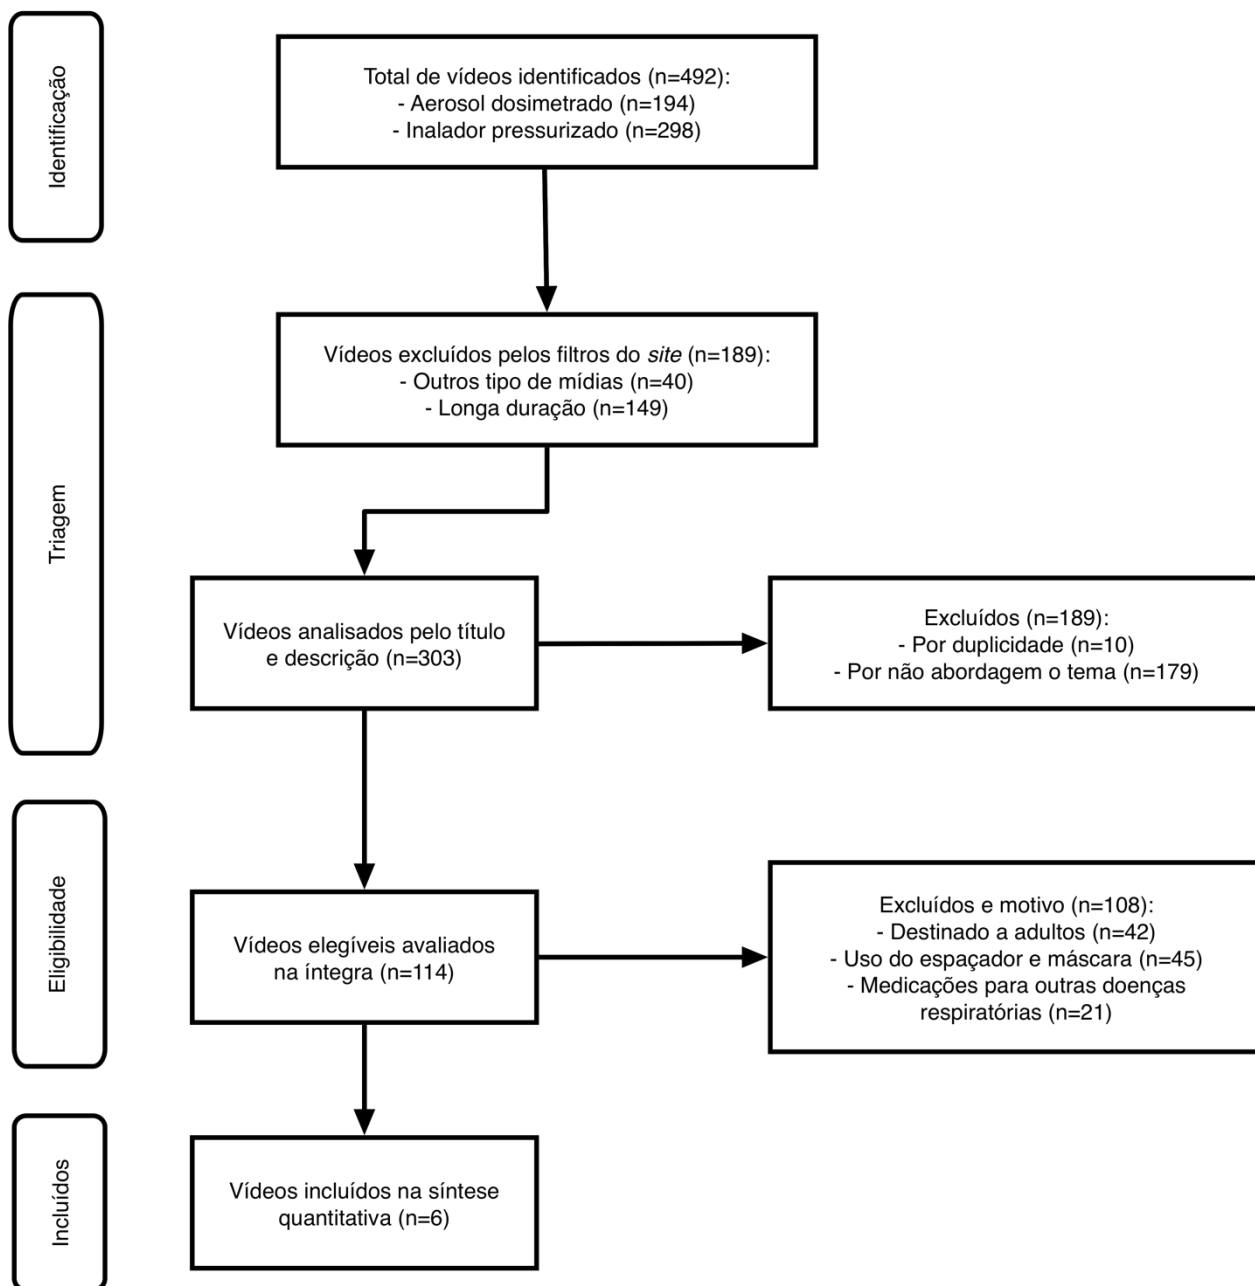 Identificação
Total de vídeos identificados (n=492):
- Aerosol dosimetrado (n=194)
- Inalador pressurizado (n=298)
Triagem
Vídeos excluídos pelos filtros do site (n=189):
- Outros tipo de mídias (n=40)
- Longa duração (n=149)
Vídeos analisados pelo título
e descrição (n=303)
Excluídos (n=189):
- Por duplicidade (n=10)
- Por não abordagem o tema (n=179)
Eligibilidade
Vídeos elegíveis avaliados
na íntegra (n=114)
Excluídos e motivo (n=108):
- Destinado a adultos (n=42)
- Uso do espaçador e máscara (n=45)
- Medicações para outras doenças
respiratórias (n=21)
Incluídos
Vídeos incluídos na síntese
quantitativa (n=6)